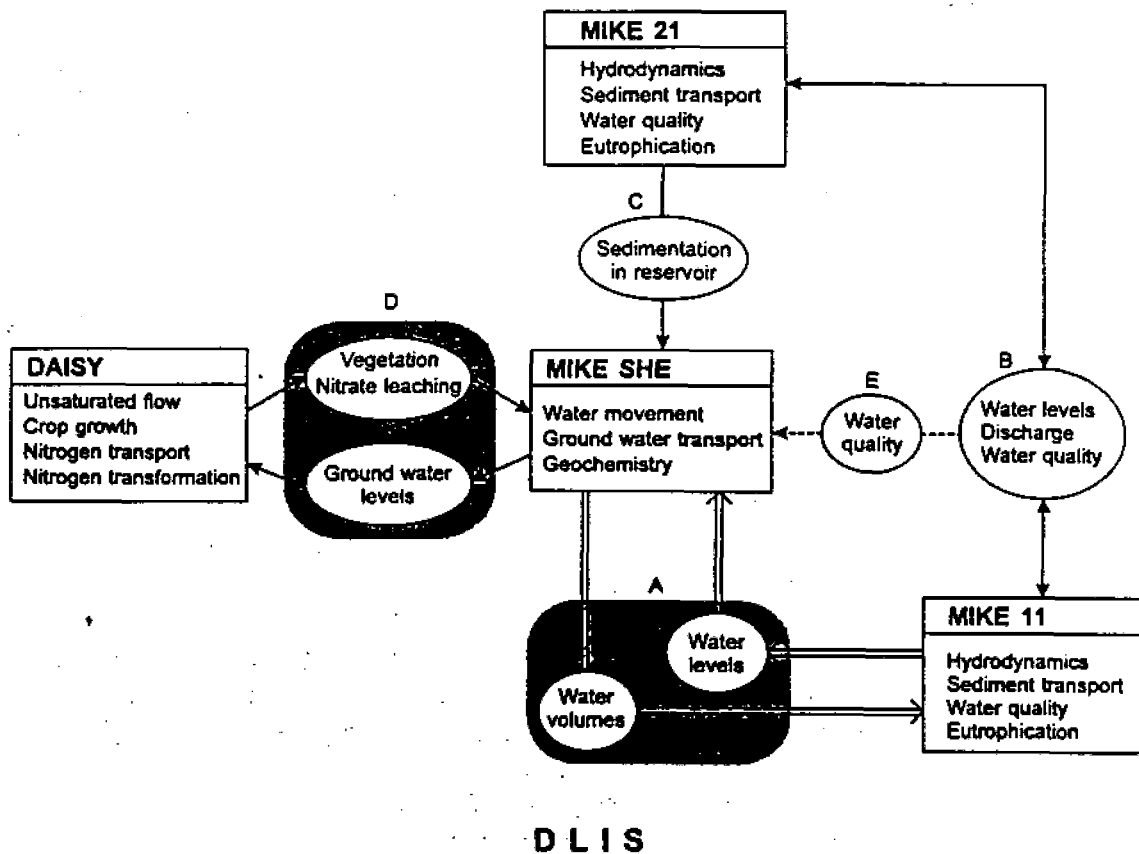 MIKE 21
Hydrodynamics
Sediment transport
Water quality
Eutrophication
C
Sedimentation
in reservoir
D
DAISY
Unsaturated flow
Crop growth
Nitrogen transport
Nitrogen transformation
Vegetation
Nitrate leaching
Ground water
levels
MIKE SHE
Water movement
Ground water transport
Geochemistry
E
Water
quality
B
Water levels
Discharge
Water quality
A
Water
levels
Water
volumes
MIKE 11
Hydrodynamics
Sediment transport
Water quality
Eutrophication
D L I S